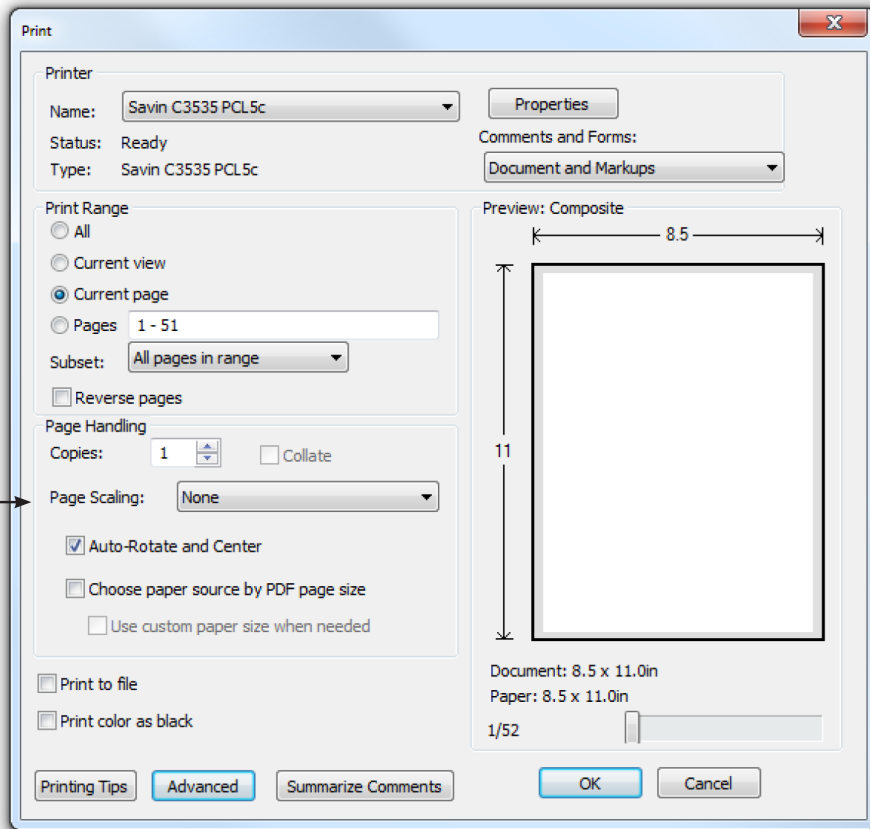 Print
Printer
Name: Savin C3535 PCL5c Properties
Status: Ready Comments and Forms:
Type: Savin C3535 PCL5c Document and Markups
Print Range
All
Current view
Current page
Pages 1 - 51
Subset: All pages in range
Reverse pages
Page Handling
Copies: 1 Collate
Page Scaling: None
Auto-Rotate and Center
Choose paper source by PDF page size
Use custom paper size when needed
Print to file
Print color as black
Preview: Composite
8.5
11
Document: 8.5 x 11.0in
Paper: 8.5 x 11.0in
1/52
Printing Tips Advanced Summarize Comments OK Cancel